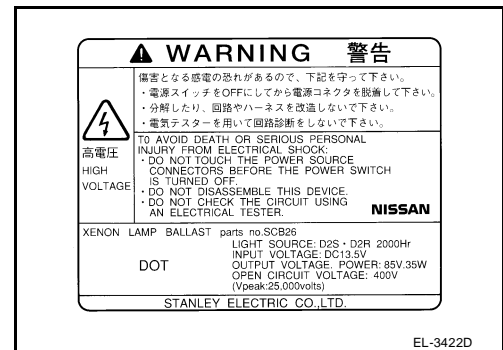 WARNING 警告
傷害となる感電の恐れがあるので、下記を守って下さい。
・電源スイッチをOFFにしてから電源コネクタを脱着して下さい。
・分解したり、回路やハーネスを改造しないで下さい。
・電気テスターを用いて回路診断をしないで下さい。
高電圧
HIGH
VOLTAGE
TO AVOID DEATH OR SERIOUS PERSONAL
INJURY FROM ELECTRICAL SHOCK:
・DO NOT TOUCH THE POWER SOURCE
CONNECTORS BEFORE THE POWER SWITCH
IS TURNED OFF.
・DO NOT DISASSEMBLE THIS DEVICE.
・DO NOT CHECK THE CIRCUIT USING
AN ELECTRICAL TESTER.
NISSAN
XENON LAMP BALLAST parts no.SCB26
LIGHT SOURCE: D2S・D2R 2000Hr
INPUT VOLTAGE: DC13.5V
DOT
OUTPUT VOLTAGE. POWER: 85V.35W
OPEN CIRCUIT VOLTAGE: 400V
(Vpeak:25,000volts)
STANLEY ELECTRIC CO.,LTD.
EL-3422D